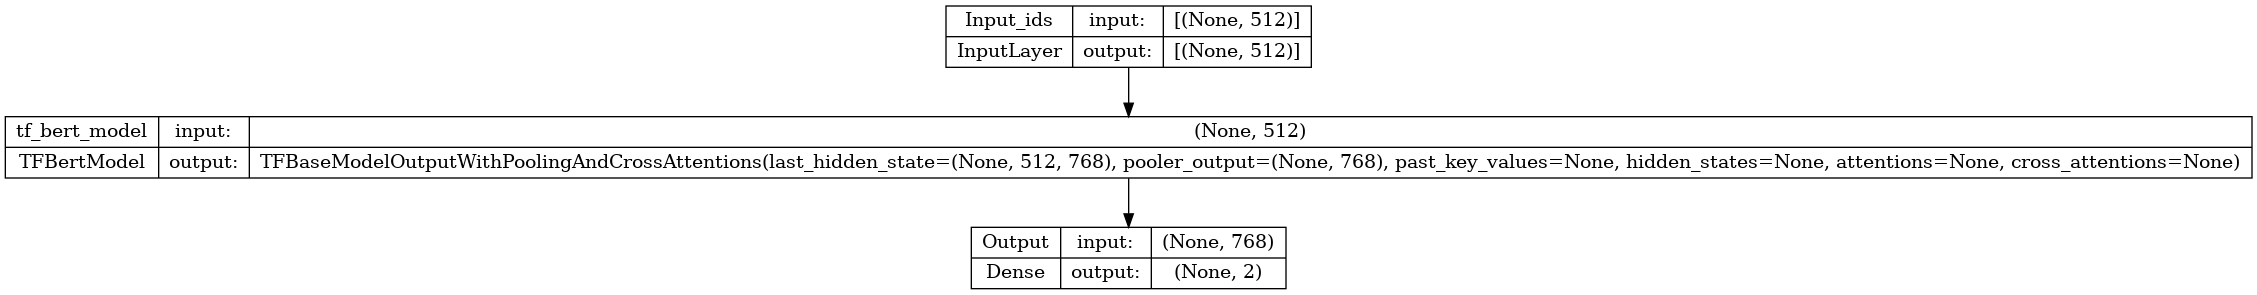 Input_ids input: [(None, 512)]
InputLayer output: [(None, 512)]
tf_bert_model input: (None, 512)
TFBertModel output: TFBaseModelOutputWithPoolingAndCrossAttentions(last_hidden_state=(None, 512, 768), pooler_output=(None, 768), past_key_values=None, hidden_states=None, attentions=None, cross_attentions=None)
Output input: (None, 768)
Dense output: (None, 2)